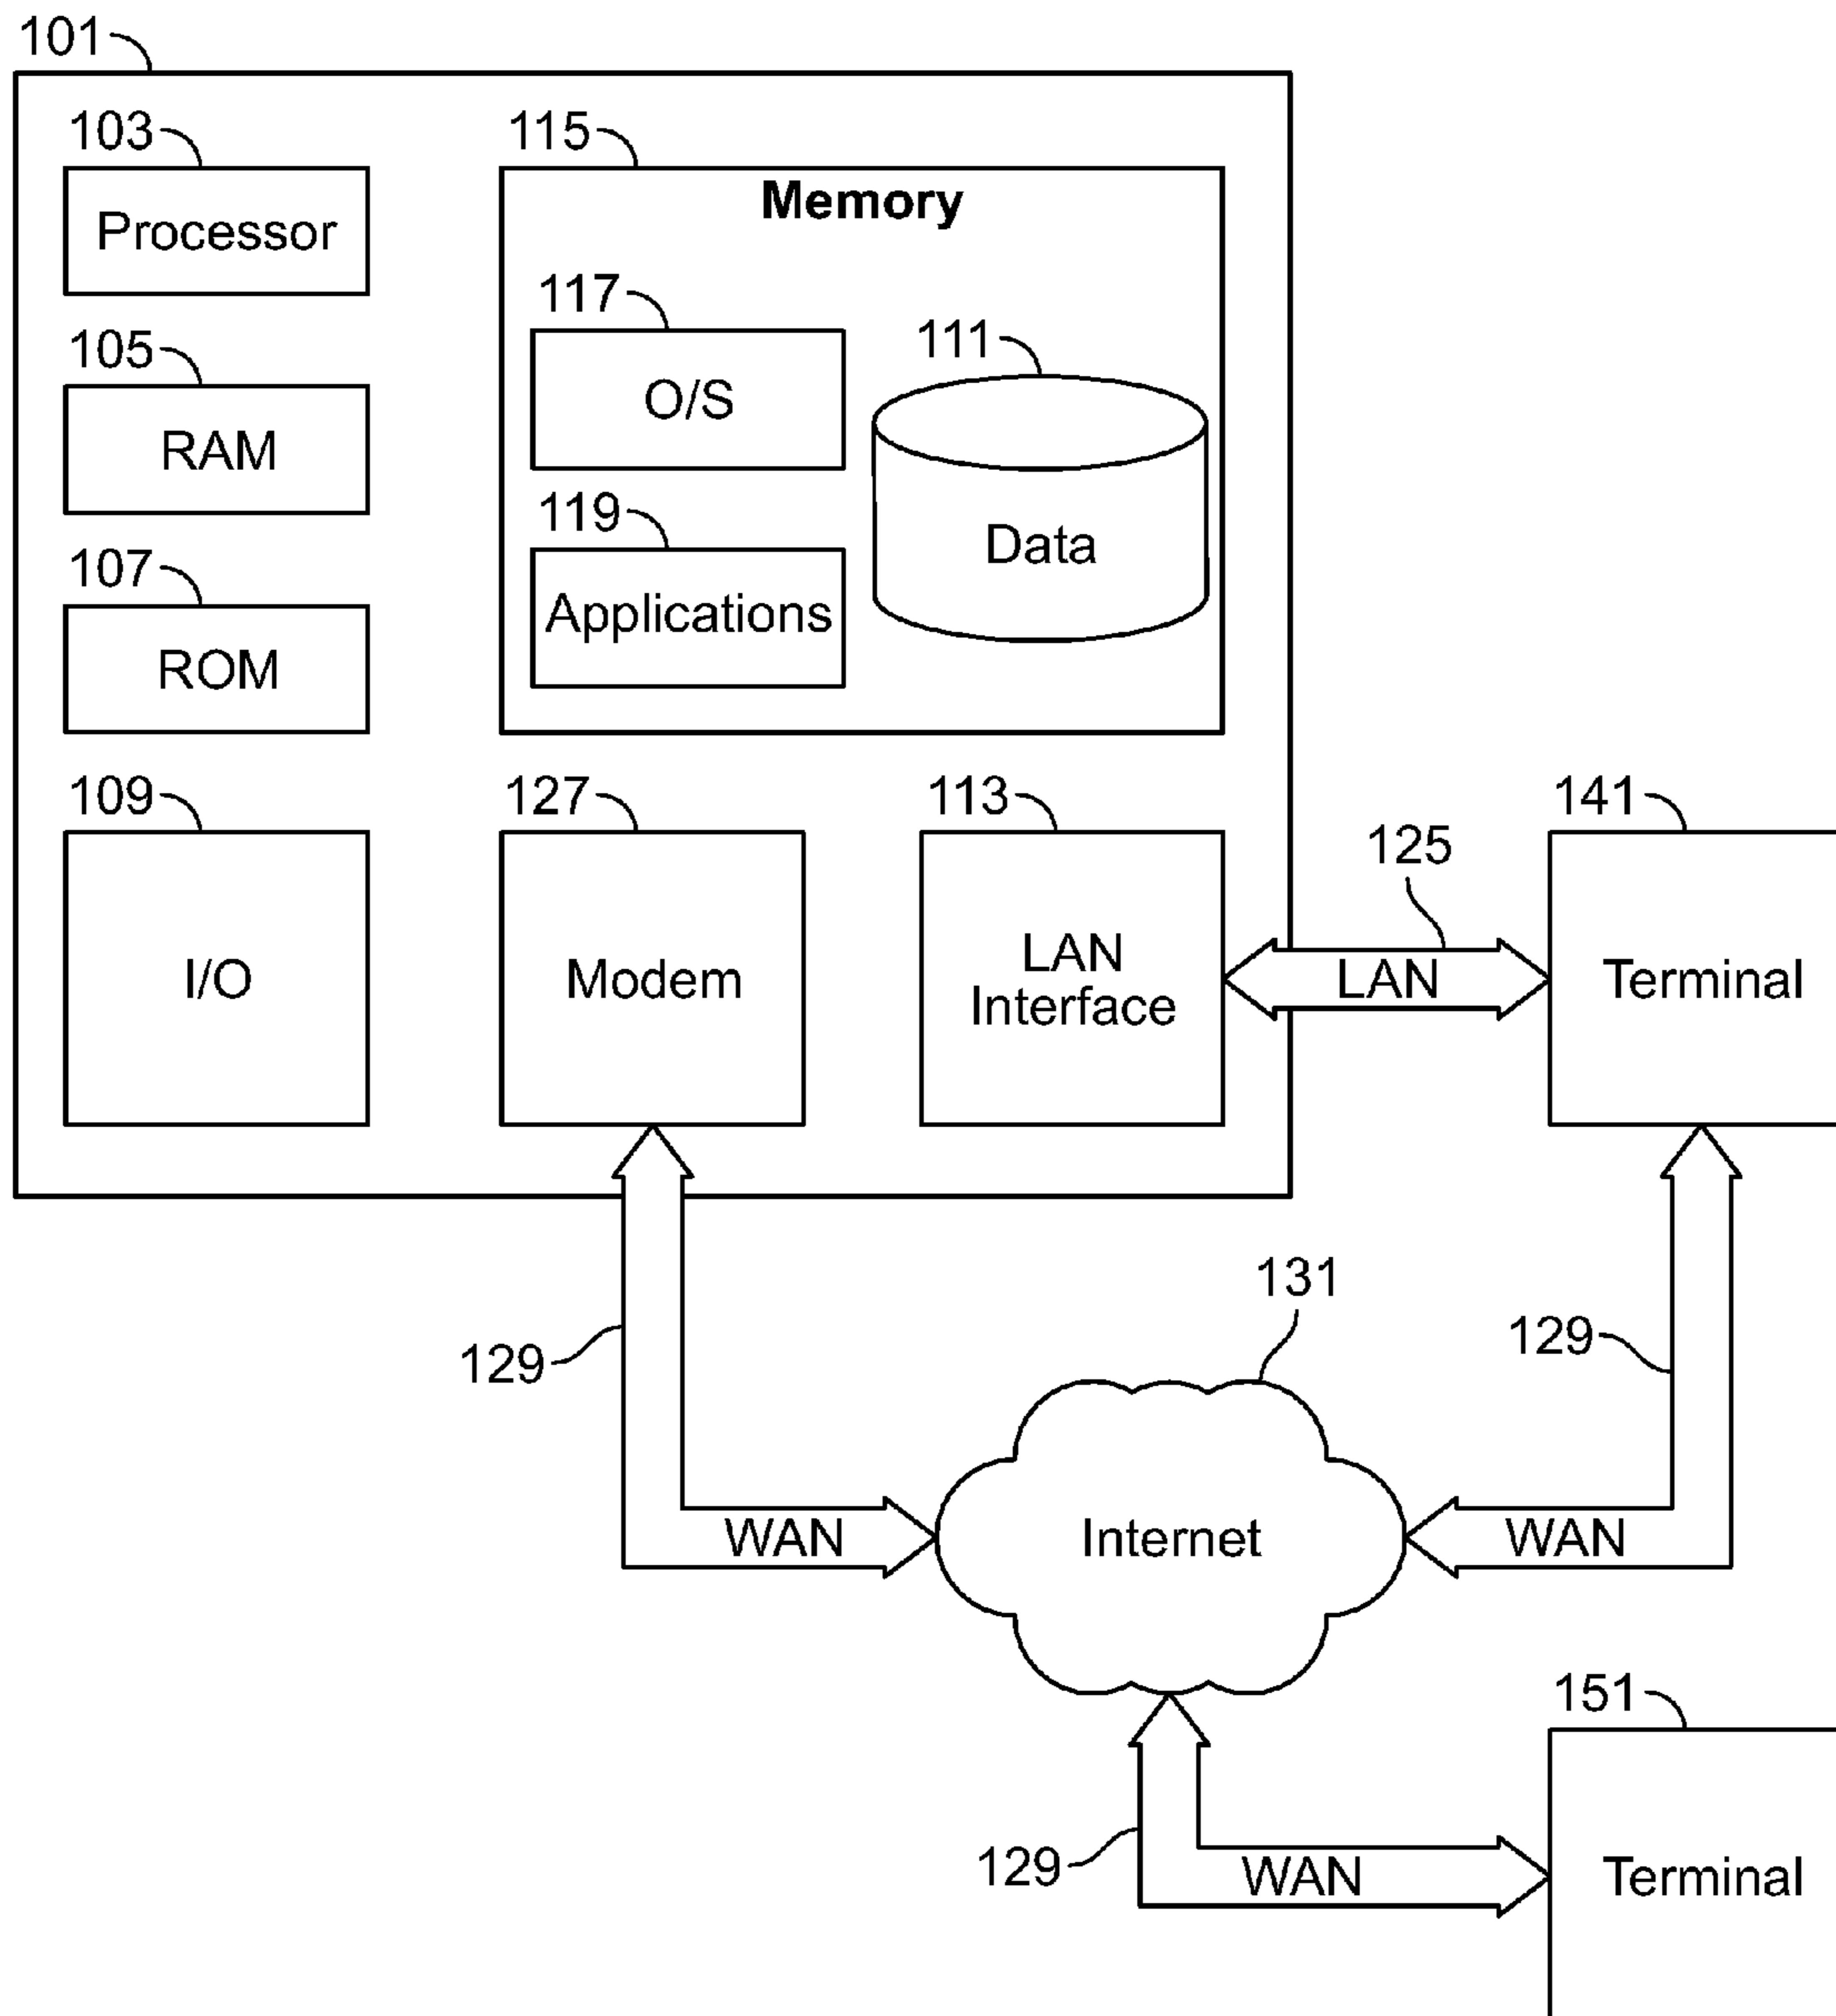 101
103
Processor
105
RAM
107
ROM
109
I/O
115
Memory
117
O/S
111
Data
119
Applications
127
Modem
113
LAN
Interface
125
LAN
141
Terminal
129
WAN
131
Internet
129
WAN
129
WAN
151
Terminal